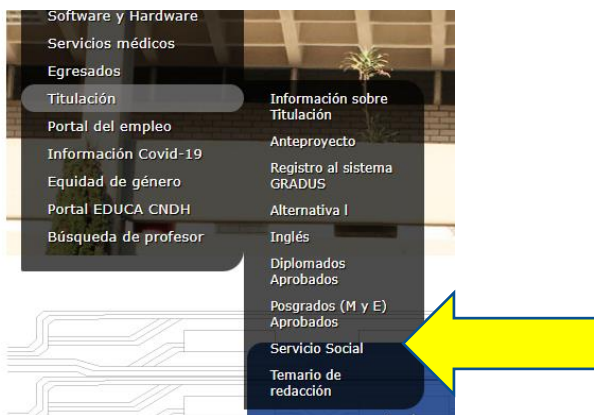 Software y Hardware
Servicios médicos
Egresados
Titulación
Portal del empleo
Información Covid-19
Equidad de género
Portal EDUCA CNDH
Búsqueda de profesor
Información sobre
Titulación
Anteproyecto
Registro al sistema
GRADUS
Alternativa I
Inglés
Diplomados
Aprobados
Posgrados (M y E)
Aprobados
Servicio Social
Temario de
redacción